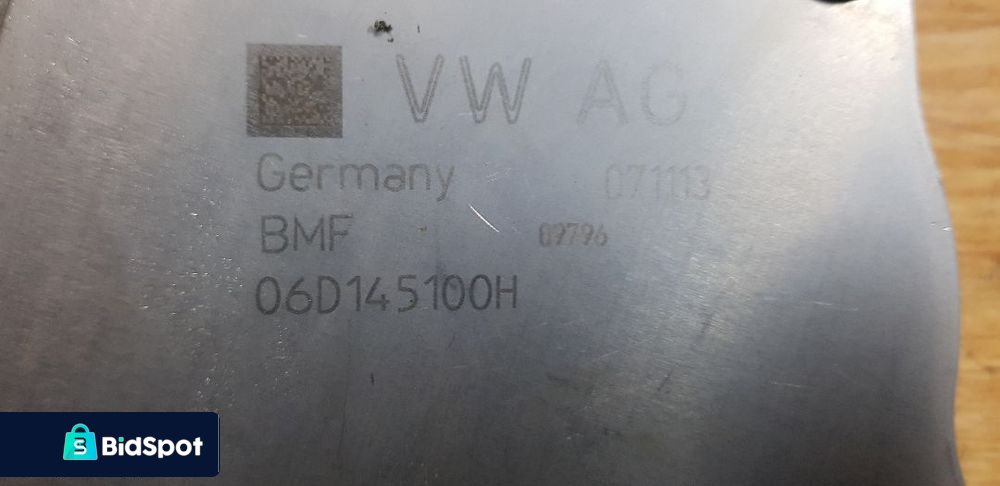 VW AG
Germany 071113
BMF 09796
06D145100H
BidSpot